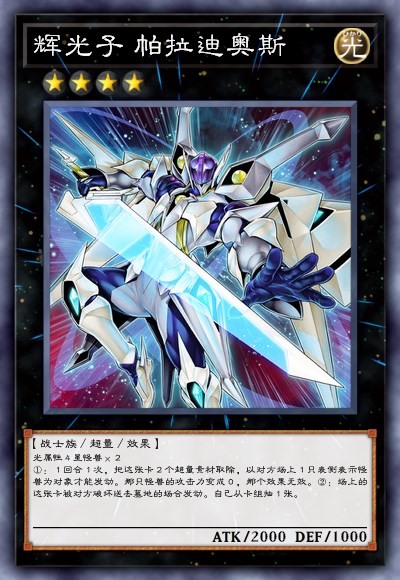 辉光子 帕拉迪奥斯
光
【战士族／超量／效果】
光属性4星怪兽×2
①：1回合1次，把这张卡2个超量素材取除，以对方场上1只表侧表示怪
兽为对象才能发动。那只怪兽的攻击力变成0，那个效果无效。②：场上的
这张卡被对方破坏送去墓地的场合发动。自己从卡组抽1张。
ATK/2000 DEF/1000